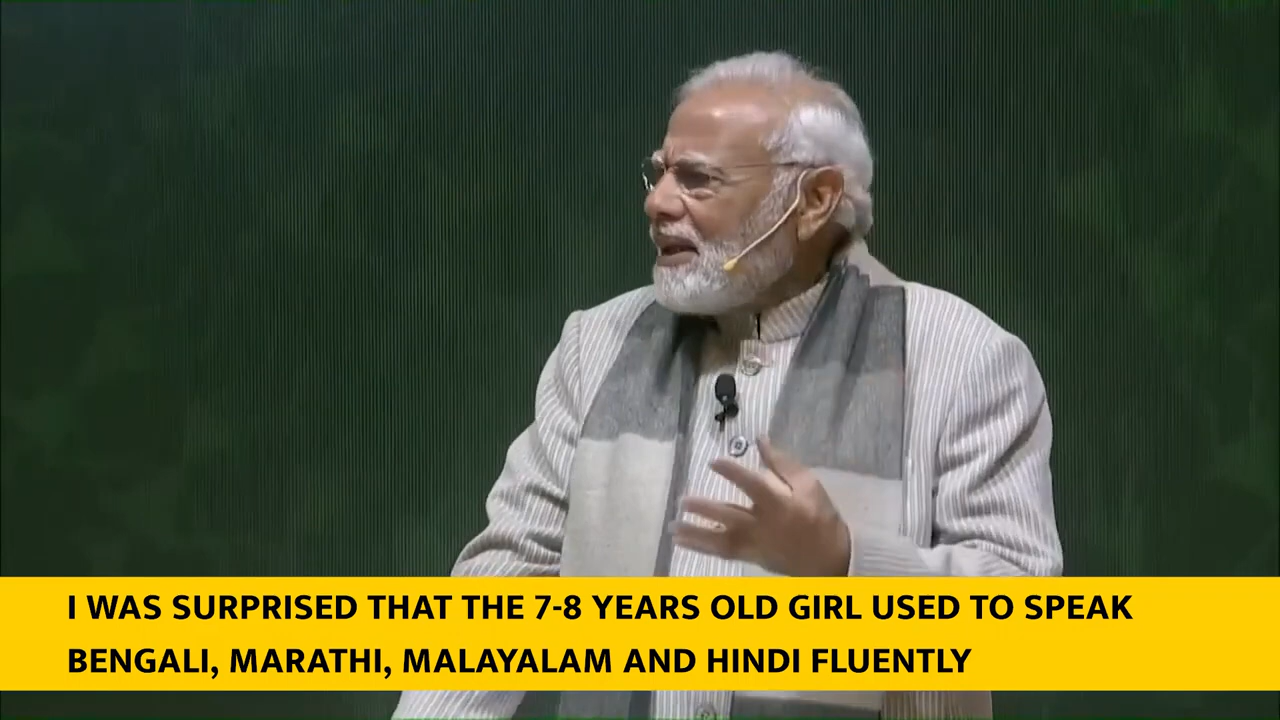 I WAS SURPRISED THAT THE 7-8 YEARS OLD GIRL USED TO SPEAK
BENGALI, MARATHI, MALAYALAM AND HINDI FLUENTLY